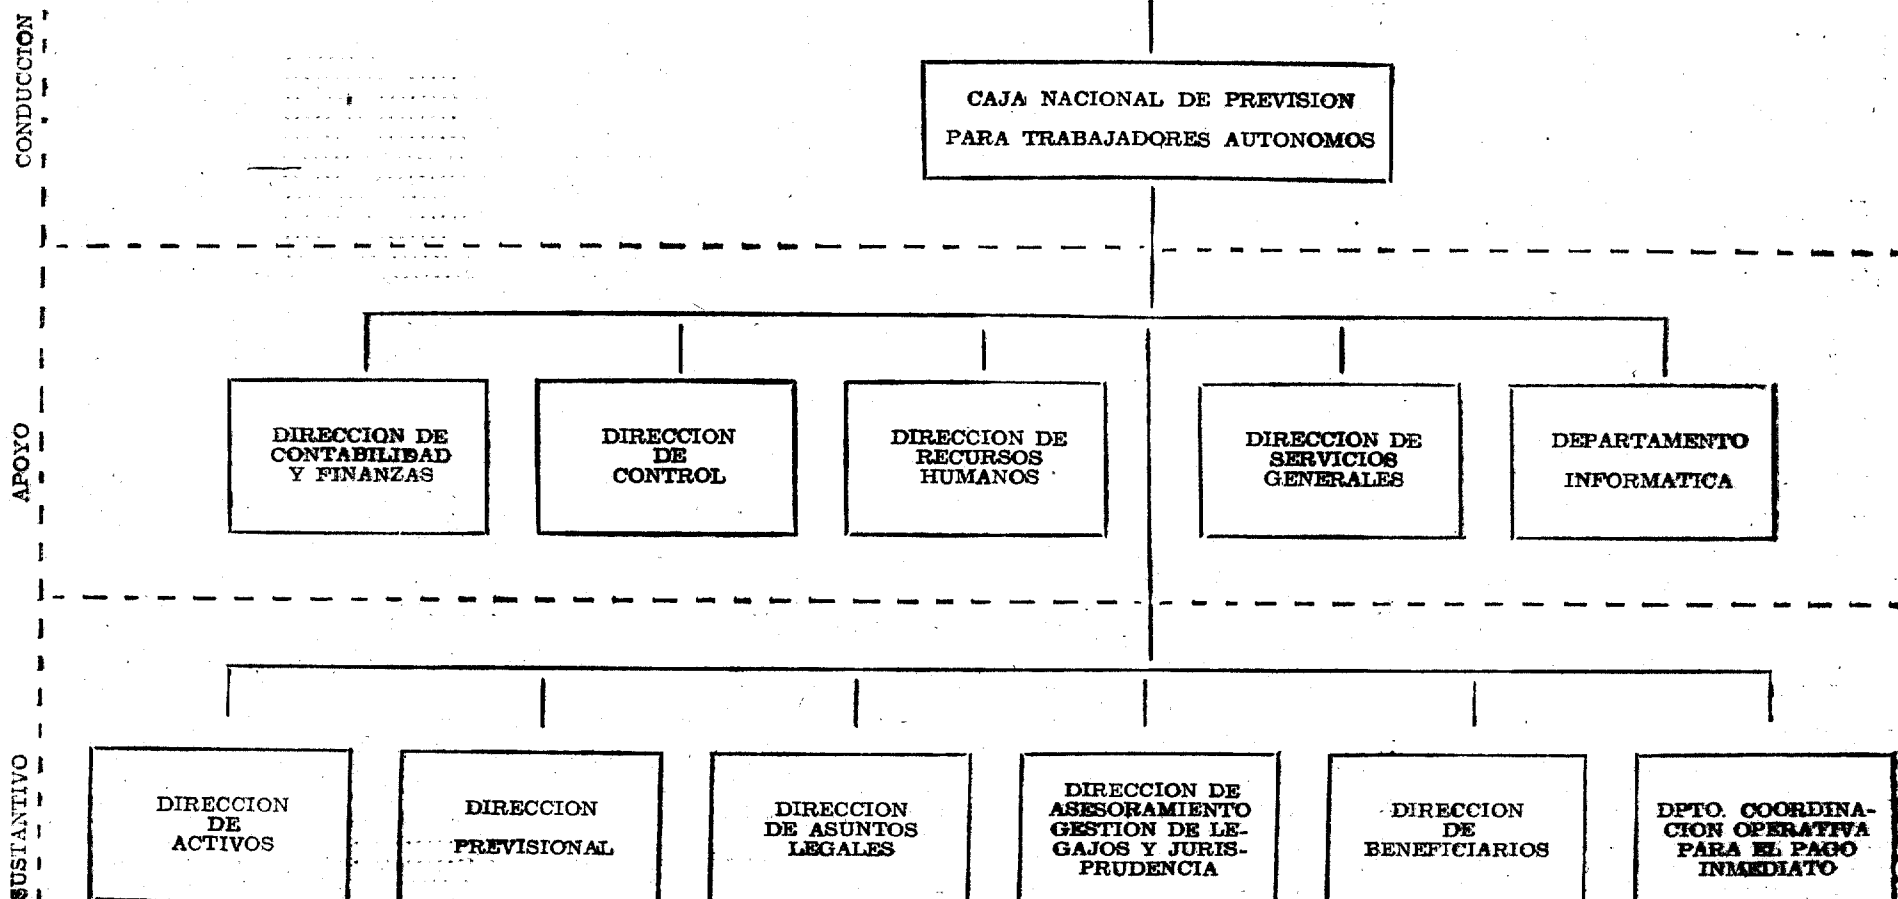 CONDUCCION
CAJA NACIONAL DE PREVISION
PARA TRABAJADORES AUTONOMOS
APOYO
DIRECCION DE
CONTABILIDAD
Y FINANZAS
DIRECCION
DE
CONTROL
DIRECCION DE
RECURSOS
HUMANOS
DIRECCION DE
SERVICIOS
GENERALES
DEPARTAMENTO
INFORMATICA
SUSTANTIVO
DIRECCION
DE
ACTIVOS
DIRECCION
PREVISIONAL
DIRECCION
DE ASUNTOS
LEGALES
DIRECCION DE
ASESORAMIENTO
GESTION DE LE-
GAJOS Y JURIS-
PRUDENCIA
DIRECCION
DE
BENEFICIARIOS
DPTO. COORDINA-
CION OPERATIVA
PARA EL PAGO
INMEDIATO